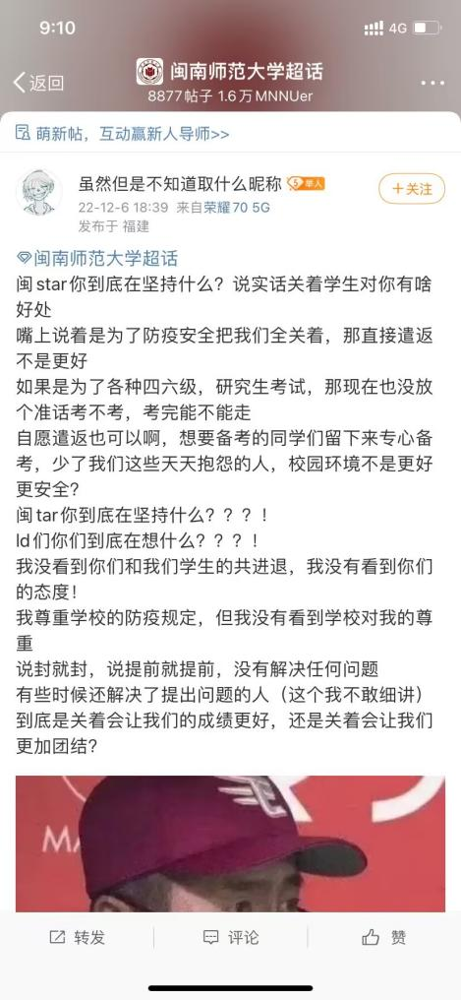 9:10
4G
返回
闽南师范大学超话
8877帖子 1.6万MNNUer
萌新帖，互动赢新人导师>>
虽然但是不知道取什么昵称
举人
+关注
22-12-6 18:39 来自荣耀70 5G
发布于 福建
闽南师范大学超话
闽star你到底在坚持什么？说实话关着学生对你有啥
好处
嘴上说着是为了防疫安全把我们全关着，那直接遣返
不是更好
如果是为了各种四六级，研究生考试，那现在也没放
个准话考不考，考完能不能走
自愿遣返也可以啊，想要备考的同学们留下来专心备
考，少了我们这些天天抱怨的人，校园环境不是更好
更安全?
闽tar你到底在坚持什么？？？！
ld们你们到底在想什么？？？！
我没看到你们和我们学生的共进退，我没有看到你们
的态度！
我尊重学校的防疫规定，但我没有看到学校对我的尊
重
说封就封，说提前就提前，没有解决任何问题
有些时候还解决了提出问题的人（这个我不敢细讲）
到底是关着会让我们的成绩更好，还是关着会让我们
更加团结?
MA
转发
评论
赞